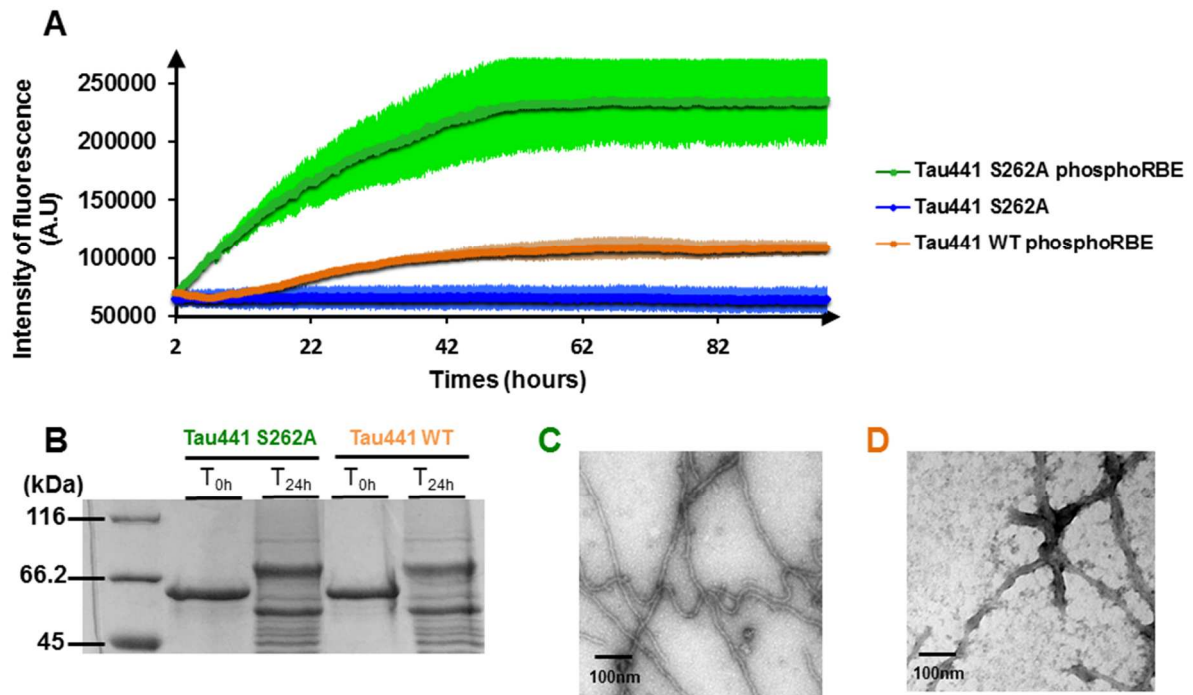 A
250000
200000
150000
100000
50000
Intensity of fluorescence
(A.U)
2 22 42 62 82
Times (hours)
Tau441 S262A phosphoRBE
Tau441 S262A
Tau441 WT phosphoRBE
B
Tau441 S262A Tau441 WT
(kDa)
T0h T24h T0h T24h
116
66.2
45
C
100nm
D
100nm